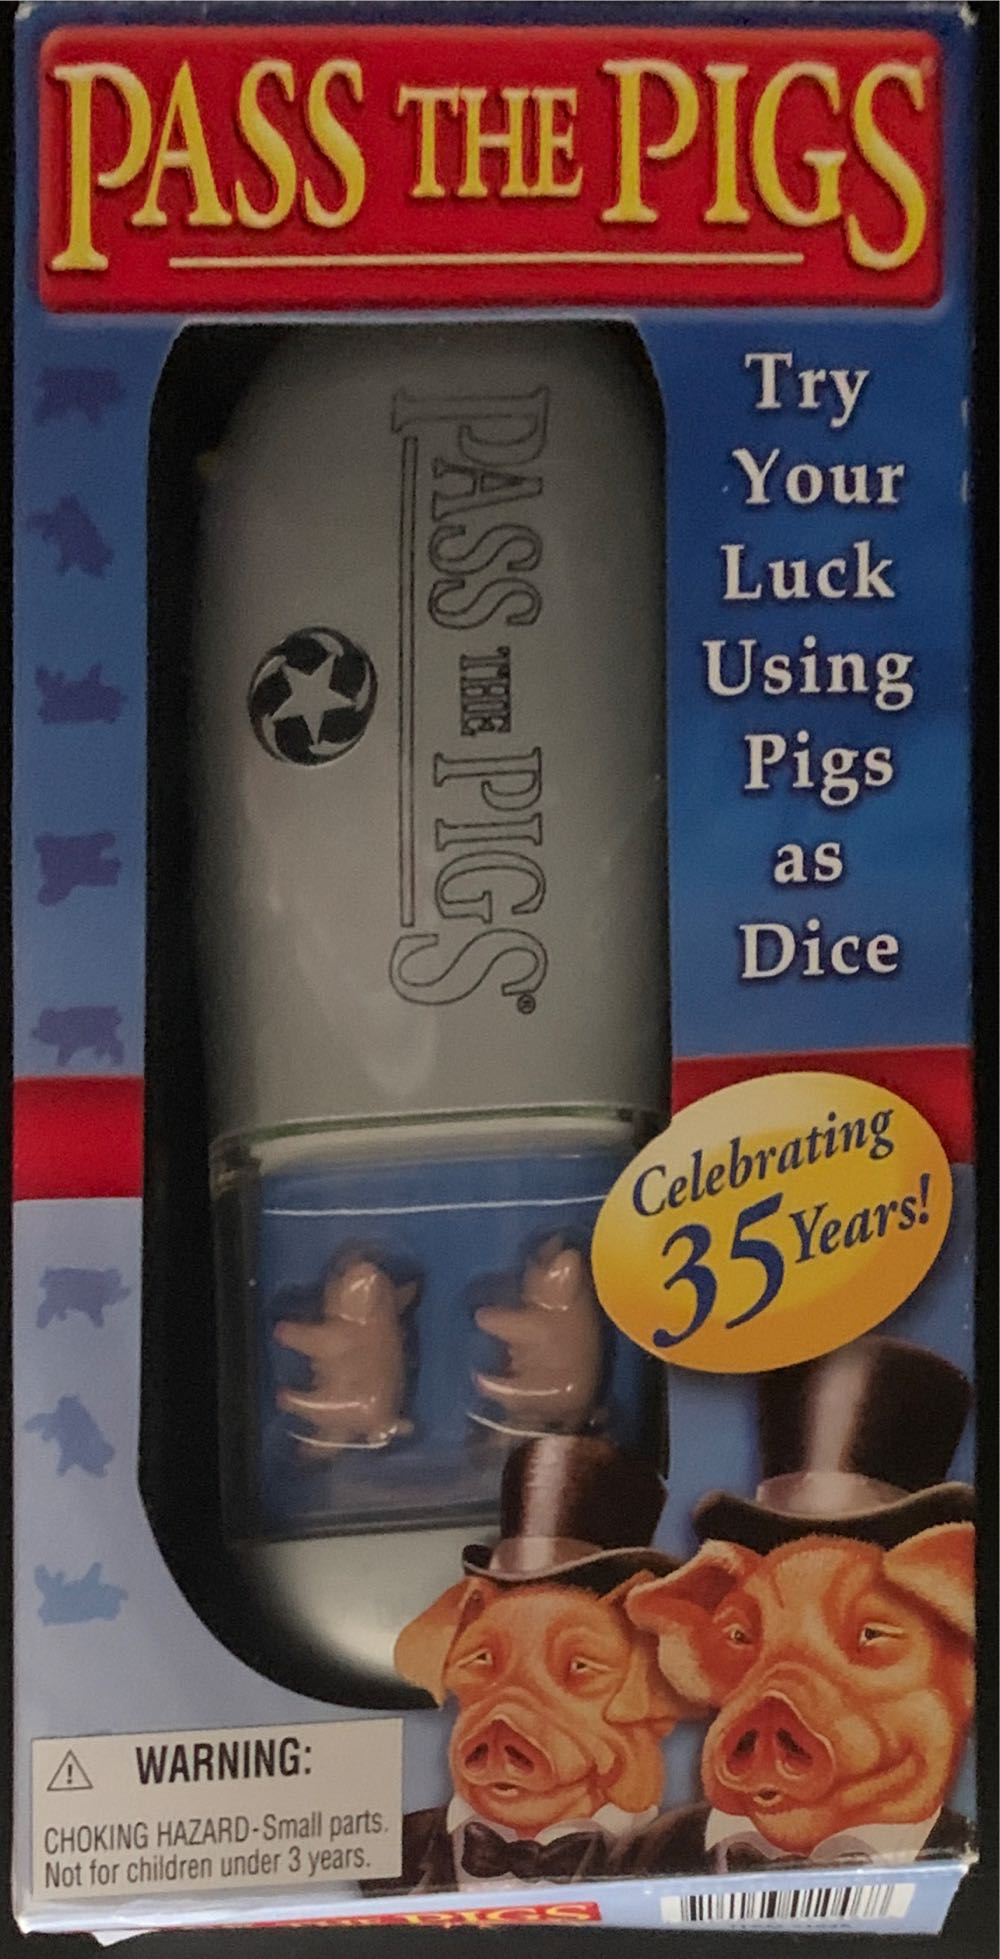 PASS THE PIGS
PASS THE PIGS®
Try
Your
Luck
Using
Pigs
as
Dice
Celebrating
35 Years!
⚠ WARNING:
CHOKING HAZARD-Small parts.
Not for children under 3 years.
PIGS